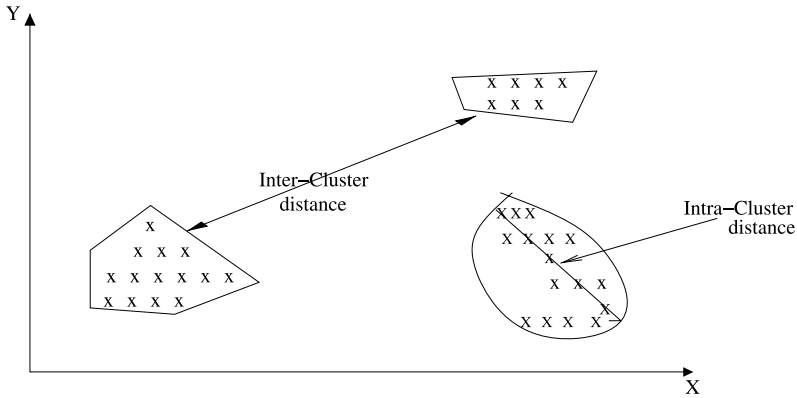 Y
x x x x
x x x
Inter–Cluster
distance
x
x x x
x x x x x x
x x x x
x x x
x x x x
x
x x x
x
x x x x
Intra–Cluster
distance
X